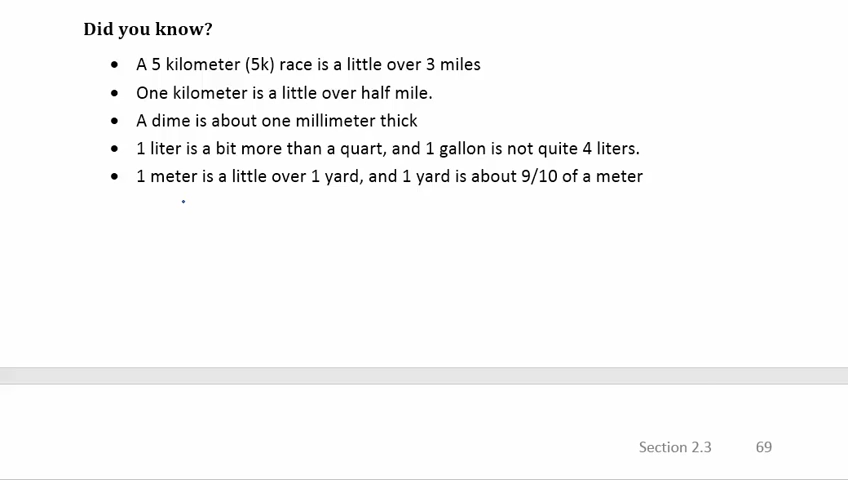 Did you know?
• A 5 kilometer (5k) race is a little over 3 miles
• One kilometer is a little over half mile.
• A dime is about one millimeter thick
• 1 liter is a bit more than a quart, and 1 gallon is not quite 4 liters.
• 1 meter is a little over 1 yard, and 1 yard is about 9/10 of a meter
Section 2.3 69